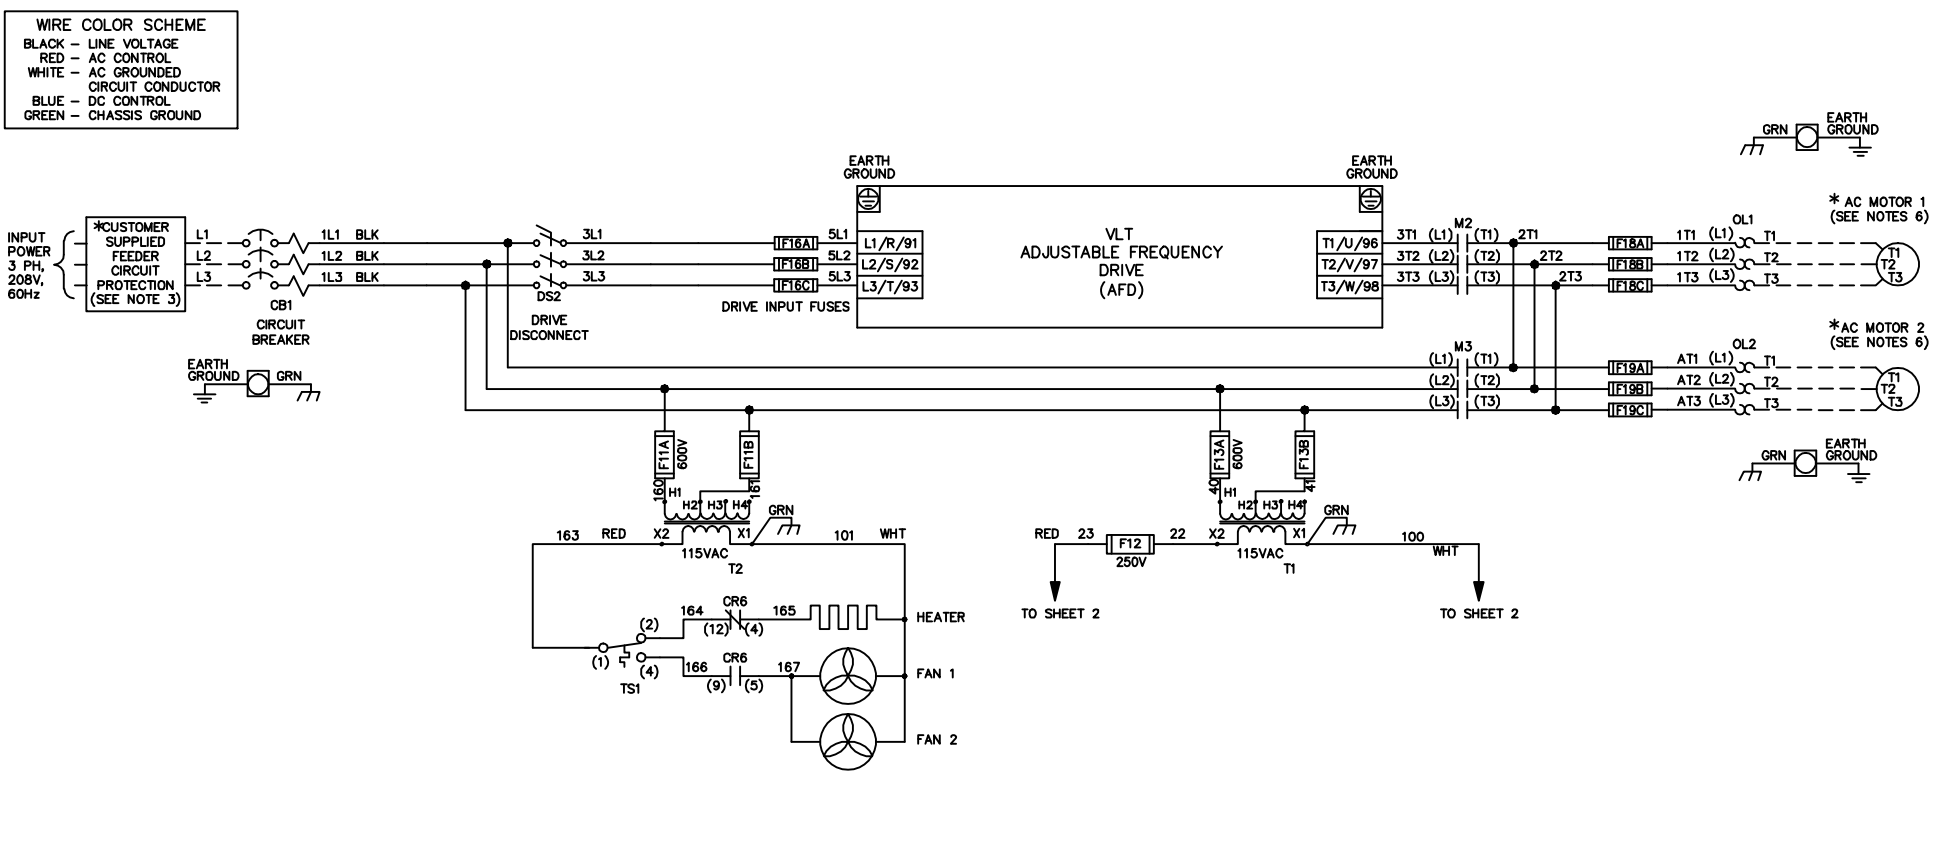 WIRE COLOR SCHEME
BLACK – LINE VOLTAGE
RED – AC CONTROL
WHITE – AC GROUNDED
CIRCUIT CONDUCTOR
BLUE – DC CONTROL
GREEN – CHASSIS GROUND
GRN
EARTH
GROUND
EARTH
GROUND
EARTH
GROUND
INPUT
POWER
3 PH,
208V,
60Hz
*CUSTOMER
SUPPLIED
FEEDER
CIRCUIT
PROTECTION
(SEE NOTE 3)
L1
L2
L3
CB1
CIRCUIT
BREAKER
1L1 BLK
1L2 BLK
1L3 BLK
DS2
DRIVE
DISCONNECT
3L1
3L2
3L3
F16A
F16B
F16C
DRIVE INPUT FUSES
5L1
5L2
5L3
L1/R/91
L2/S/92
L3/T/93
VLT
ADJUSTABLE FREQUENCY
DRIVE
(AFD)
T1/U/96
T2/V/97
T3/W/98
M2
3T1 (L1) (T1) 2T1
3T2 (L2) (T2) 2T2
3T3 (L3) (T3) 2T3
F18A
F18B
F18C
OL1
1T1 (L1) T1
1T2 (L2) T2
1T3 (L3) T3
* AC MOTOR 1
(SEE NOTES 6)
T1
T2
T3
EARTH
GROUND
GRN
M3
(L1) (T1)
(L2) (T2)
(L3) (T3)
F19A
F19B
F19C
OL2
AT1 (L1) T1
AT2 (L2) T2
AT3 (L3) T3
*AC MOTOR 2
(SEE NOTES 6)
T1
T2
T3
GRN
EARTH
GROUND
F11A
600V
F11B
160
161
H1
H2
H3
H4
GRN
163
RED
X2
X1
101
WHT
115VAC
T2
F13A
600V
F13B
40
41
H1
H2
H3
H4
GRN
RED
23
F12
250V
22
X2
X1
100
WHT
115VAC
T1
TO SHEET 2
TO SHEET 2
CR6
164
165
(12)
(4)
HEATER
(2)
(1)
(4)
TS1
CR6
166
167
(9)
(5)
FAN 1
FAN 2